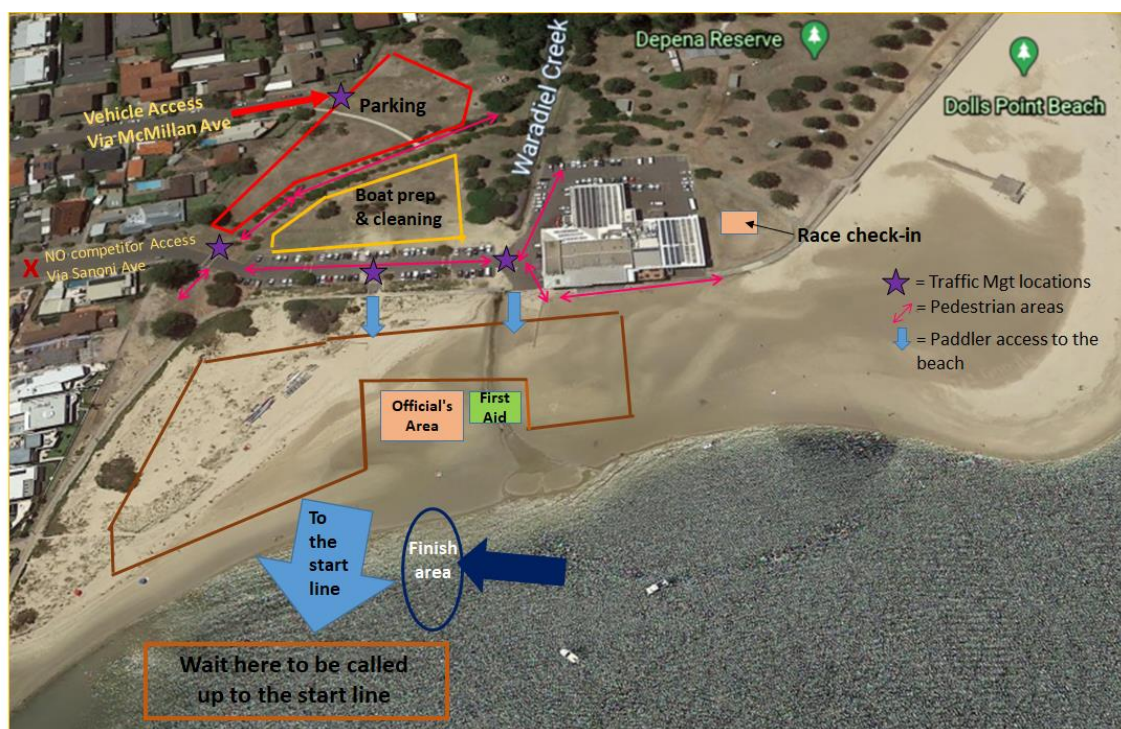 Depena Reserve
Dolls Point Beach
Waradiel Creek
Vehicle Access
Via McMillan Ave
Parking
Boat prep
& cleaning
NO competitor Access
Via Sanoni Ave
X
Race check-in
= Traffic Mgt locations
= Pedestrian areas
= Paddler access to the
beach
Official's
Area
First
Aid
To
the
start
line
Finish
area
Wait here to be called
up to the start line